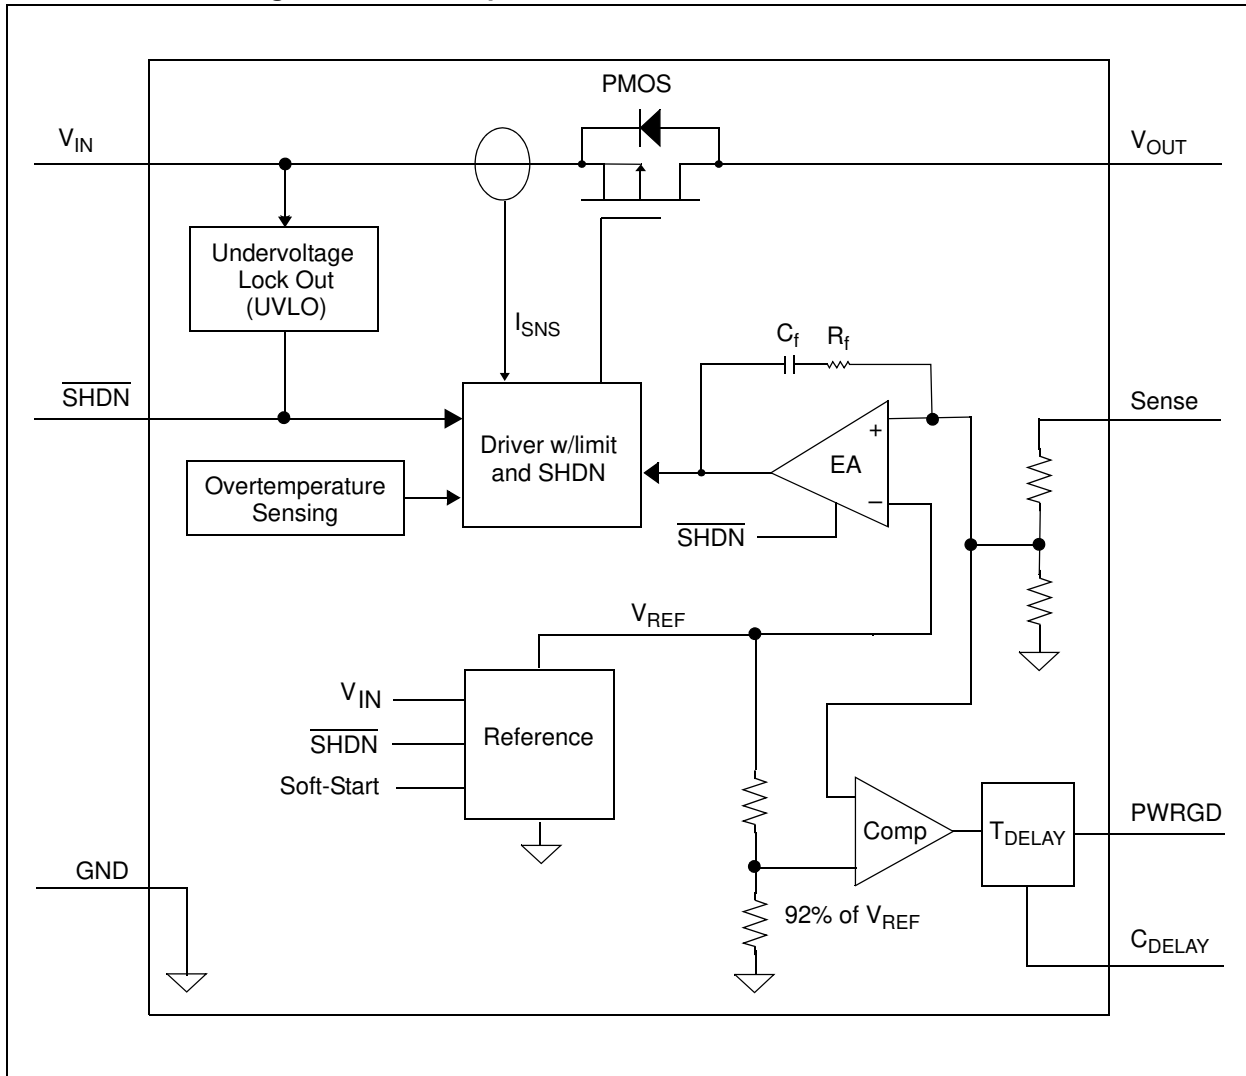 PMOS
VIN
VOUT
Undervoltage
Lock Out
(UVLO)
ISNS
Cf Rf
SHDN
Sense
+
Driver w/limit
and SHDN
EA
Overtemperature
Sensing
–
SHDN
VREF
VIN
SHDN
Reference
Soft-Start
Comp
TDELAY
PWRGD
GND
92% of VREF
CDELAY